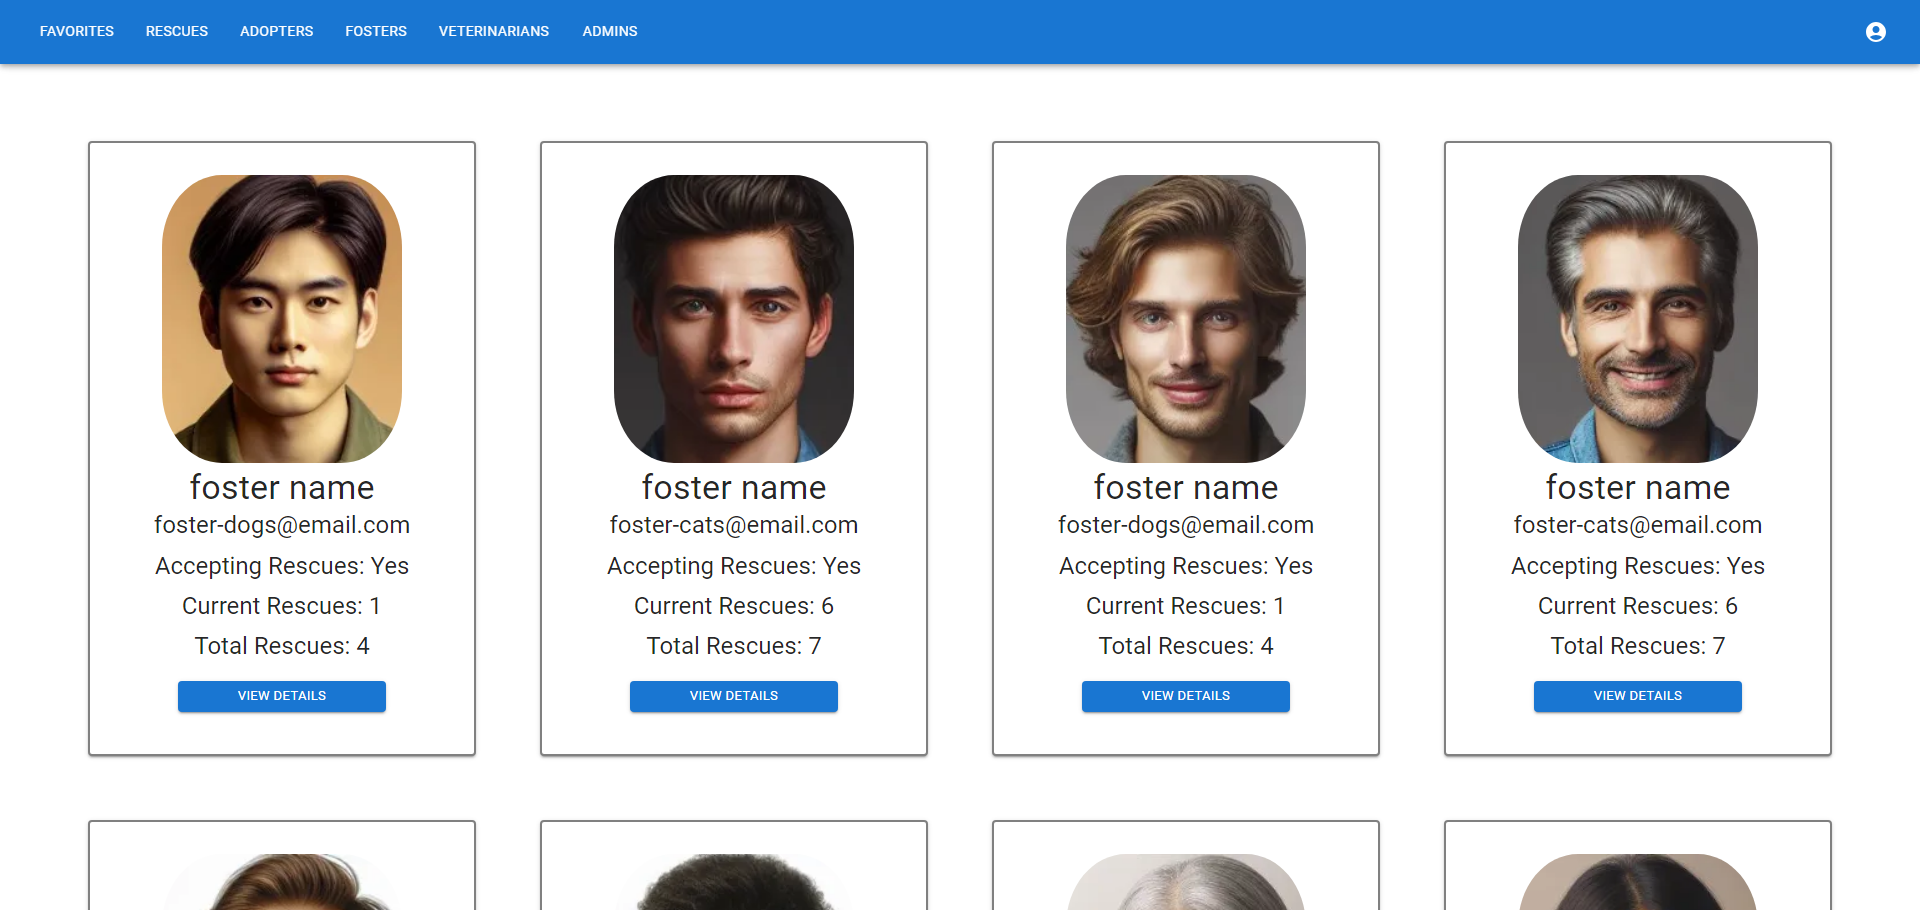 FAVORITES RESCUES ADOPTERS FOSTERS VETERINARIANS ADMINS
foster name
foster-dogs@email.com
Accepting Rescues: Yes
Current Rescues: 1
Total Rescues: 4
VIEW DETAILS
foster name
foster-cats@email.com
Accepting Rescues: Yes
Current Rescues: 6
Total Rescues: 7
VIEW DETAILS
foster name
foster-dogs@email.com
Accepting Rescues: Yes
Current Rescues: 1
Total Rescues: 4
VIEW DETAILS
foster name
foster-cats@email.com
Accepting Rescues: Yes
Current Rescues: 6
Total Rescues: 7
VIEW DETAILS